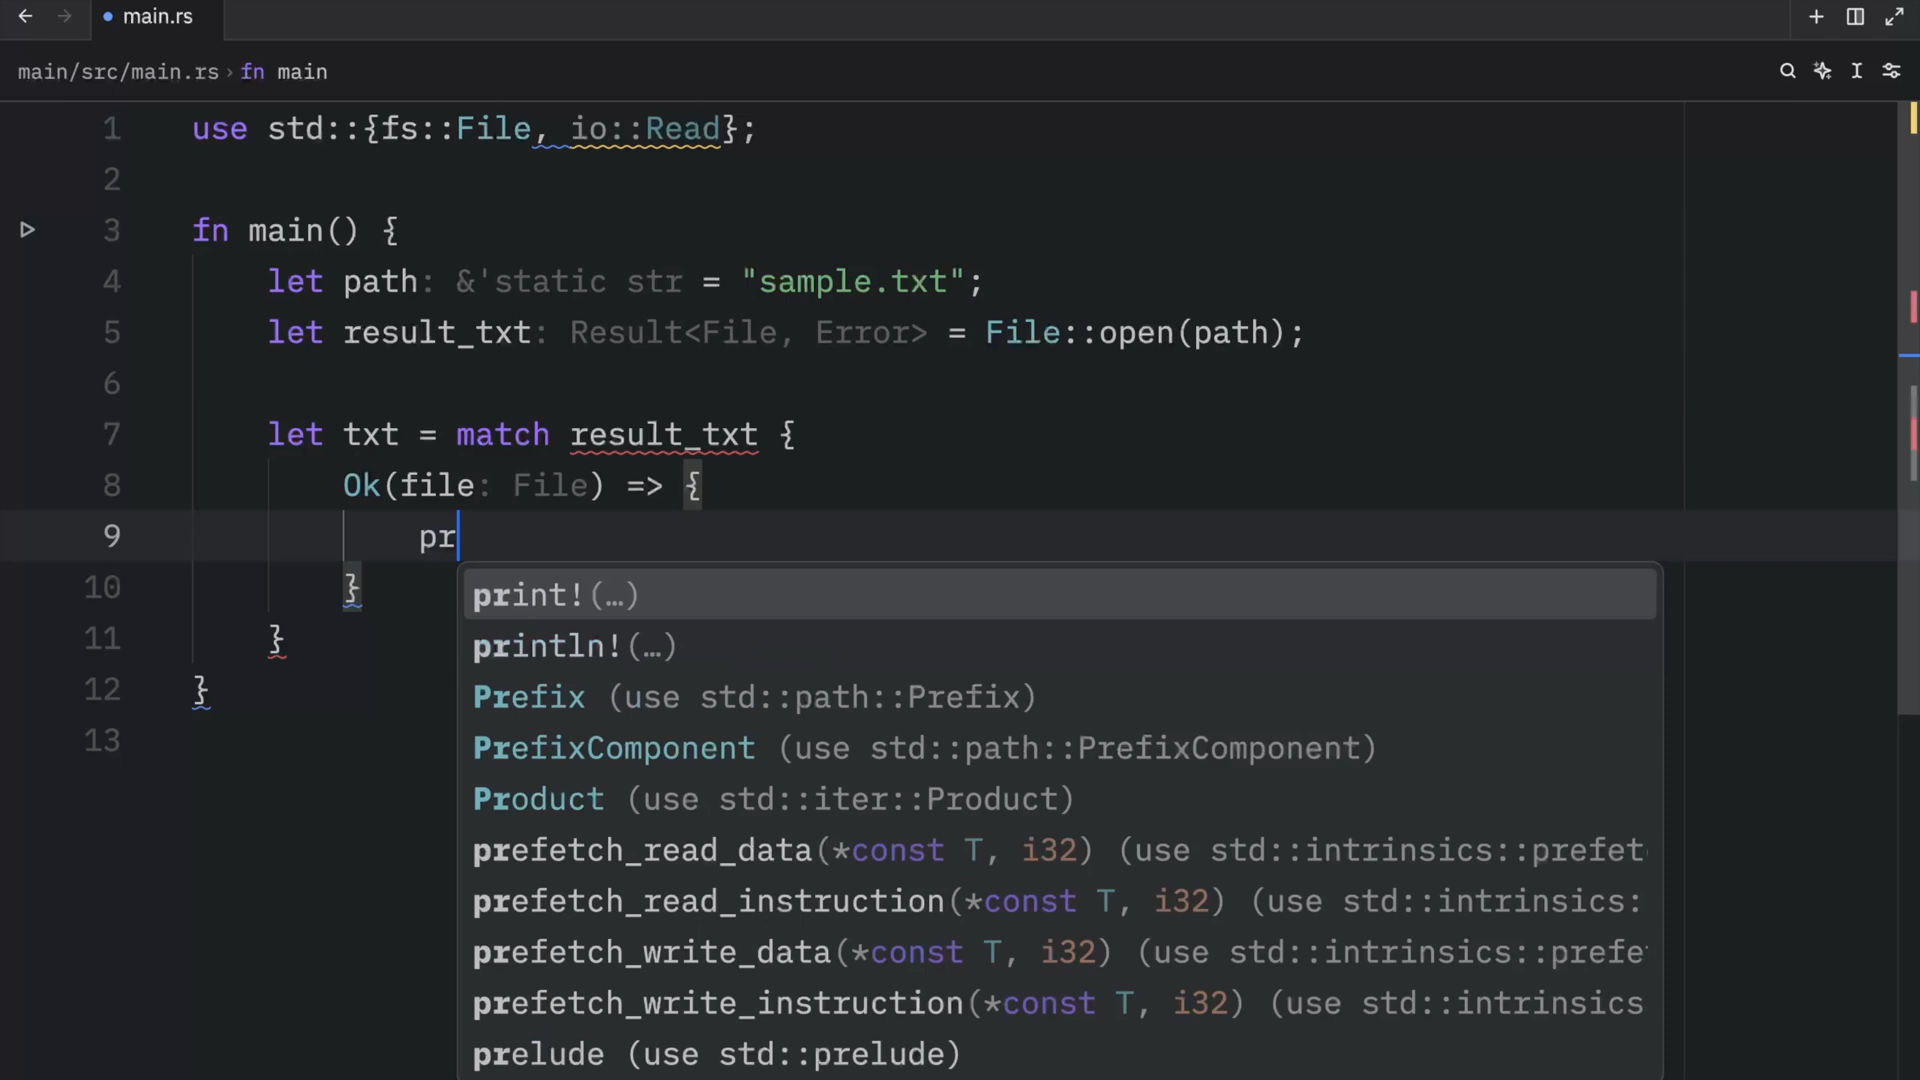 main.rs
main/src/main.rs › fn main
1 use std::{fs::File, io::Read};
2
3 fn main() {
4 let path: &'static str = "sample.txt";
5 let result_txt: Result<File, Error> = File::open(path);
6
7 let txt = match result_txt {
8 Ok(file: File) => {
9 pr
10 }
11 }
12 }
13
print!(…)
println!(…)
Prefix (use std::path::Prefix)
PrefixComponent (use std::path::PrefixComponent)
Product (use std::iter::Product)
prefetch_read_data(*const T, i32) (use std::intrinsics::prefet
prefetch_read_instruction(*const T, i32) (use std::intrinsics:
prefetch_write_data(*const T, i32) (use std::intrinsics::prefe
prefetch_write_instruction(*const T, i32) (use std::intrinsics
prelude (use std::prelude)